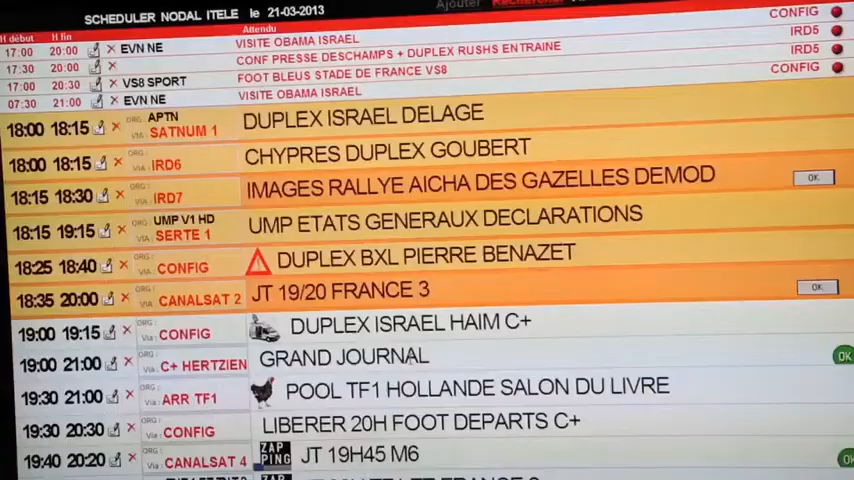 SCHEDULER NODAL ITELE le 21-03-2013 Ajouter
H début H fin Attendu
17:00 20:00 EVN NE VISITE OBAMA ISRAEL CONFIG
17:30 20:00 CONF PRESSE DESCHAMPS + DUPLEX RUSHS ENTRAINE IRD5
17:00 20:30 VS8 SPORT FOOT BLEUS STADE DE FRANCE VS8 IRD5
07:30 21:00 EVN NE VISITE OBAMA ISRAEL CONFIG
18:00 18:15 ORG: APTN VIA: SATNUM 1 DUPLEX ISRAEL DELAGE
18:00 18:15 ORG: VIA: IRD6 CHYPRES DUPLEX GOUBERT
18:15 18:30 ORG: VIA: IRD7 IMAGES RALLYE AICHA DES GAZELLES DEMOD OK
18:15 19:15 ORG: UMP V1 HD VIA: SERTE 1 UMP ETATS GENERAUX DECLARATIONS
18:25 18:40 ORG: VIA: CONFIG DUPLEX BXL PIERRE BENAZET
18:35 20:00 ORG: VIA: CANALSAT 2 JT 19/20 FRANCE 3 OK
19:00 19:15 ORG: Via: CONFIG DUPLEX ISRAEL HAIM C+
19:00 21:00 ORG: Via: C+ HERTZIEN GRAND JOURNAL OK
19:30 21:00 ORG: Via: ARR TF1 POOL TF1 HOLLANDE SALON DU LIVRE
19:30 20:30 ORG: Via: CONFIG LIBERER 20H FOOT DEPARTS C+
19:40 20:20 ORG: Via: CANALSAT 4 ZAPPING JT 19H45 M6 OK